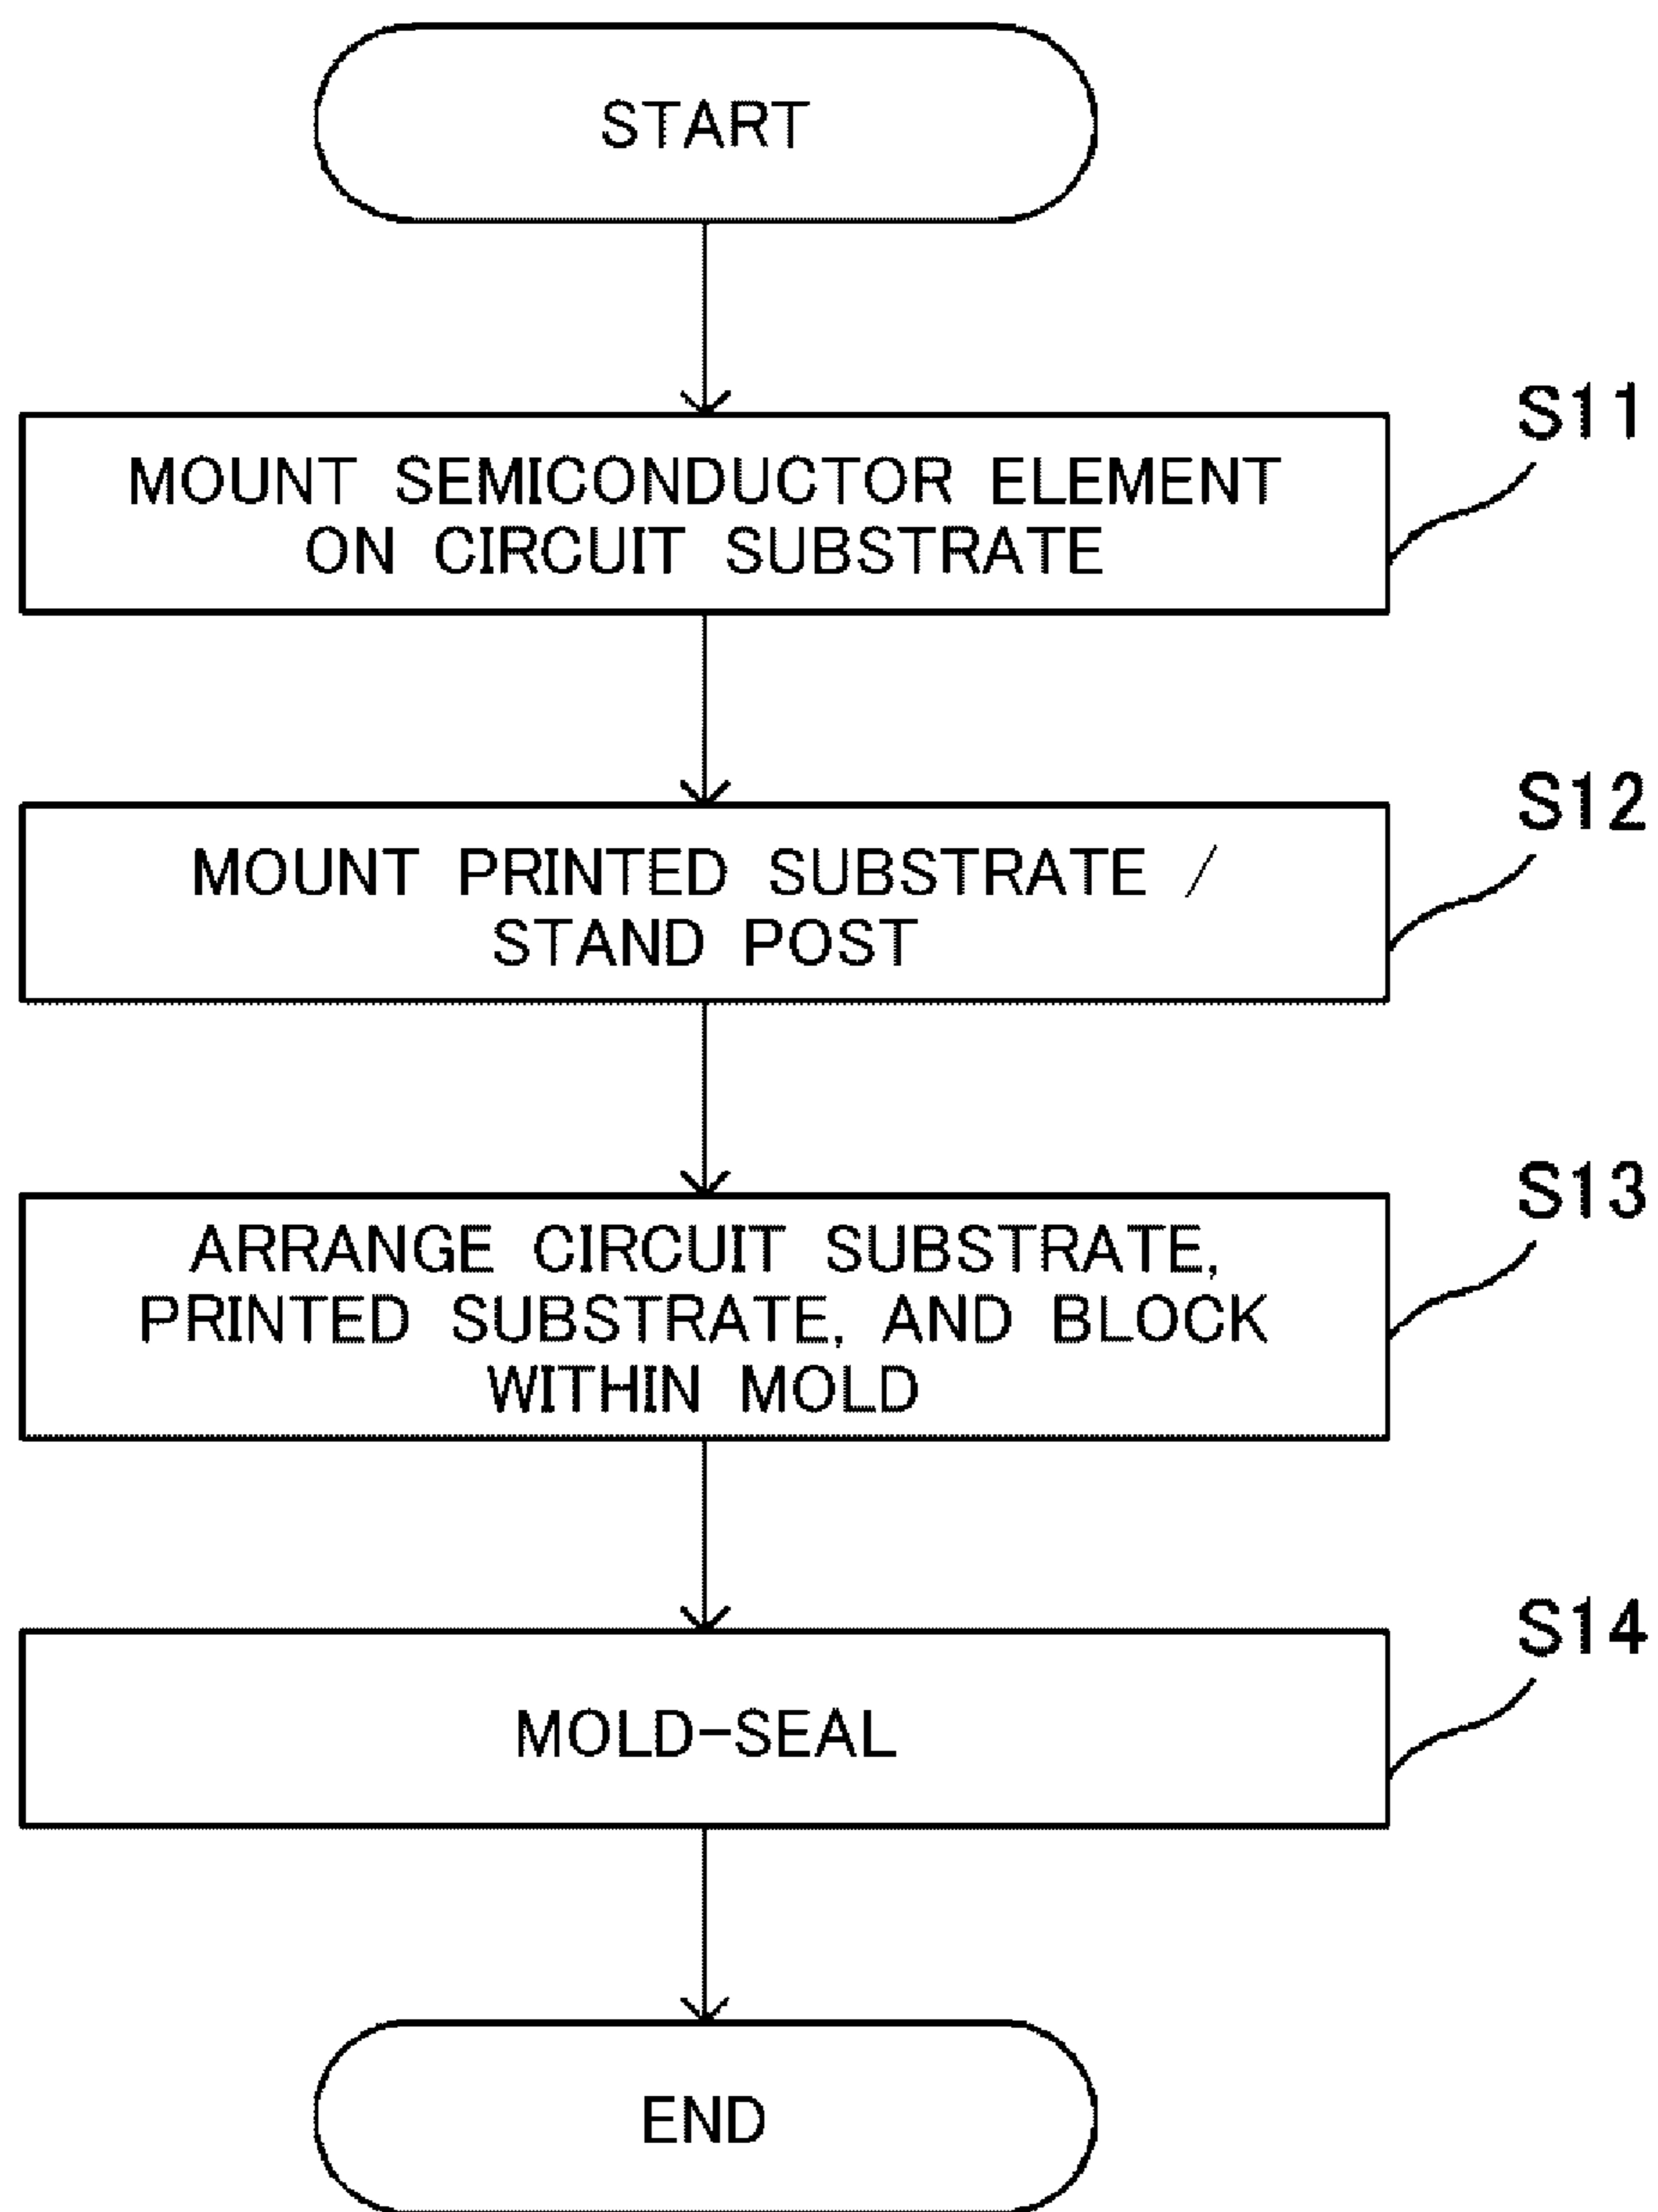 START
S11
MOUNT SEMICONDUCTOR ELEMENT
ON CIRCUIT SUBSTRATE
S12
MOUNT PRINTED SUBSTRATE /
STAND POST
S13
ARRANGE CIRCUIT SUBSTRATE,
PRINTED SUBSTRATE, AND BLOCK
WITHIN MOLD
S14
MOLD-SEAL
END